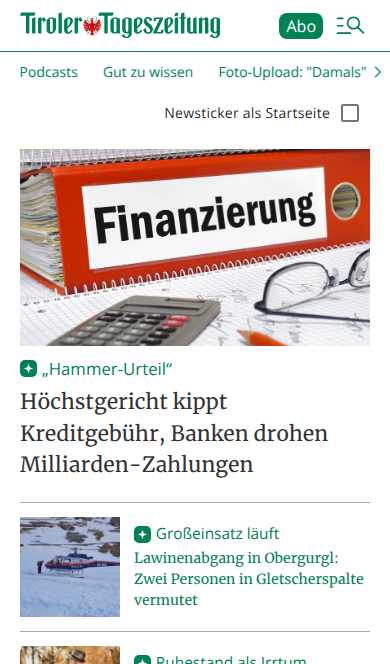 Tiroler Tageszeitung
Abo
Podcasts
Gut zu wissen
Foto-Upload: "Damals"
Newsticker als Startseite
Finanzierung
„Hammer-Urteil“
Höchstgericht kippt
Kreditgebühr, Banken drohen
Milliarden-Zahlungen
Großeinsatz läuft
Lawinenabgang in Obergurgl:
Zwei Personen in Gletscherspalte
vermutet
Ruhestand als Irrtum